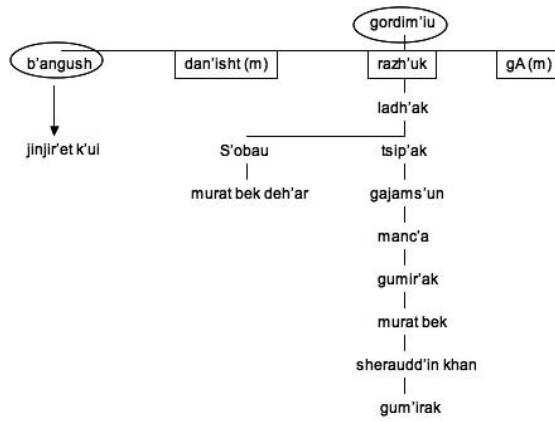 gordim'iu
b'angush dan'isht (m) razh'uk gA (m)
ladh'ak
jinjir'et k'ui S'obau tsip'ak
murat bek deh'ar gajams'un
manc'a
gumir'ak
murat bek
sheraudd'in khan
gum'irak